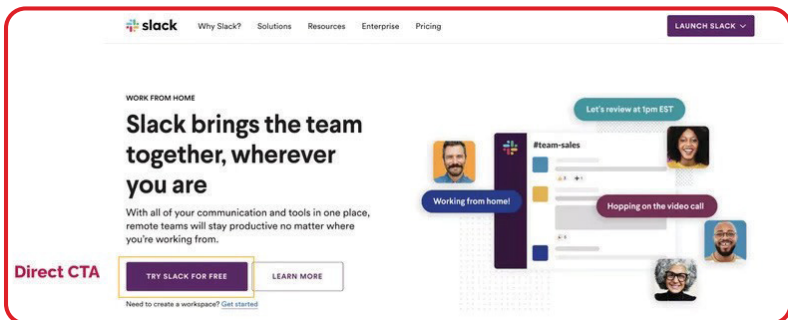 slack Why Slack? Solutions Resources Enterprise Pricing LAUNCH SLACK
WORK FROM HOME
Slack brings the team
together, wherever
you are
With all of your communication and tools in one place,
remote teams will stay productive no matter where
you're working from.
Direct CTA
TRY SLACK FOR FREE LEARN MORE
Need to create a workspace? Get started
Let's review at 1pm EST
#team-sales
Working from home!
Hopping on the video call